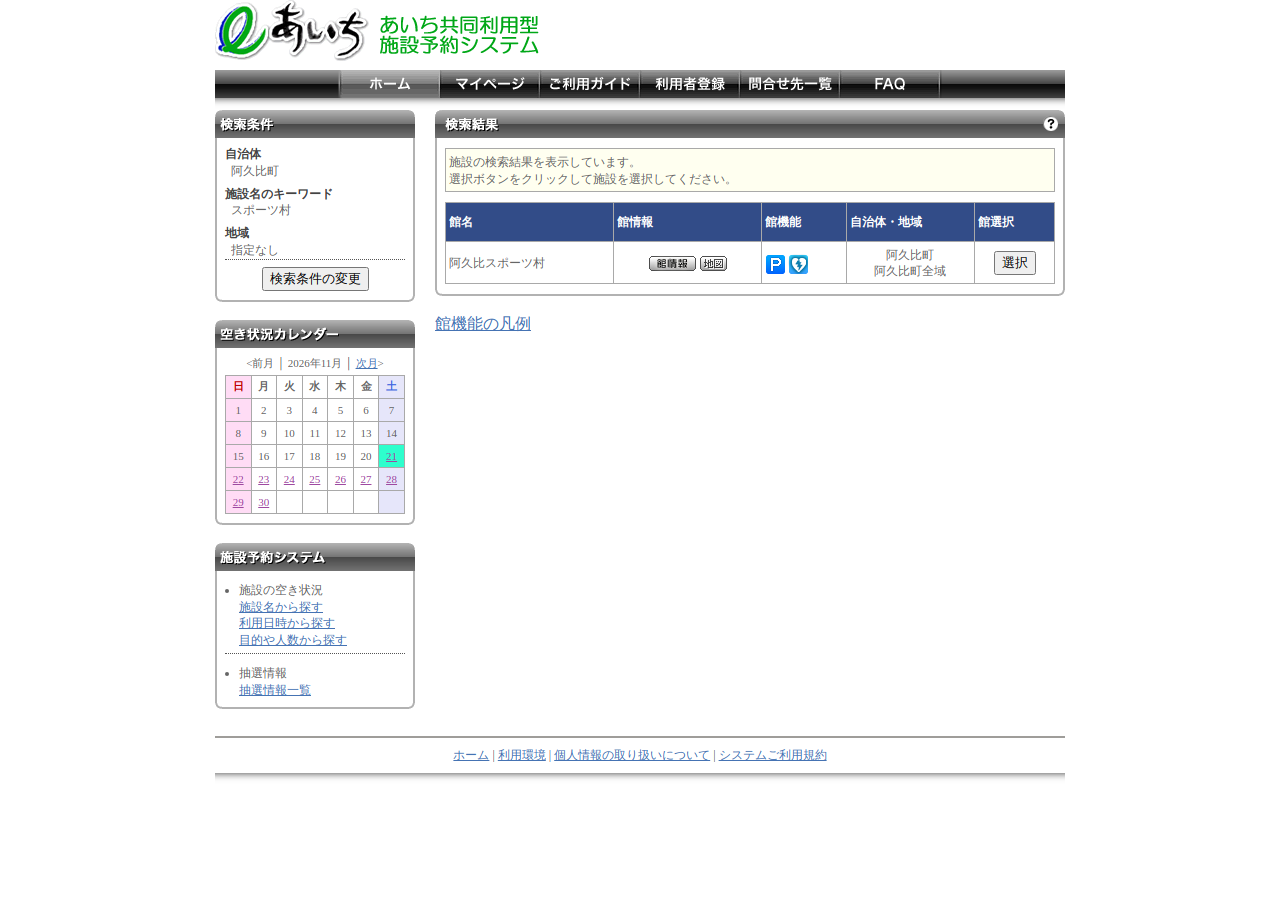 あいち あいち共同利用型
施設予約システム
ホーム マイページ ご利用ガイド 利用者登録 問合せ先一覧 FAQ
検索条件
自治体
阿久比町
施設名のキーワード
スポーツ村
地域
指定なし
検索条件の変更
空き状況カレンダー
<前月 │ 2026年11月 │ 次月>
日 月 火 水 木 金 土
1 2 3 4 5 6 7
8 9 10 11 12 13 14
15 16 17 18 19 20 21
22 23 24 25 26 27 28
29 30
施設予約システム
施設の空き状況
施設名から探す
利用日時から探す
目的や人数から探す
抽選情報
抽選情報一覧
検索結果 ?
施設の検索結果を表示しています。
選択ボタンをクリックして施設を選択してください。
館名 館情報 館機能 自治体・地域 館選択
阿久比スポーツ村 館情報 地図 P 阿久比町 選択
阿久比町全域
館機能の凡例
ホーム | 利用環境 | 個人情報の取り扱いについて | システムご利用規約